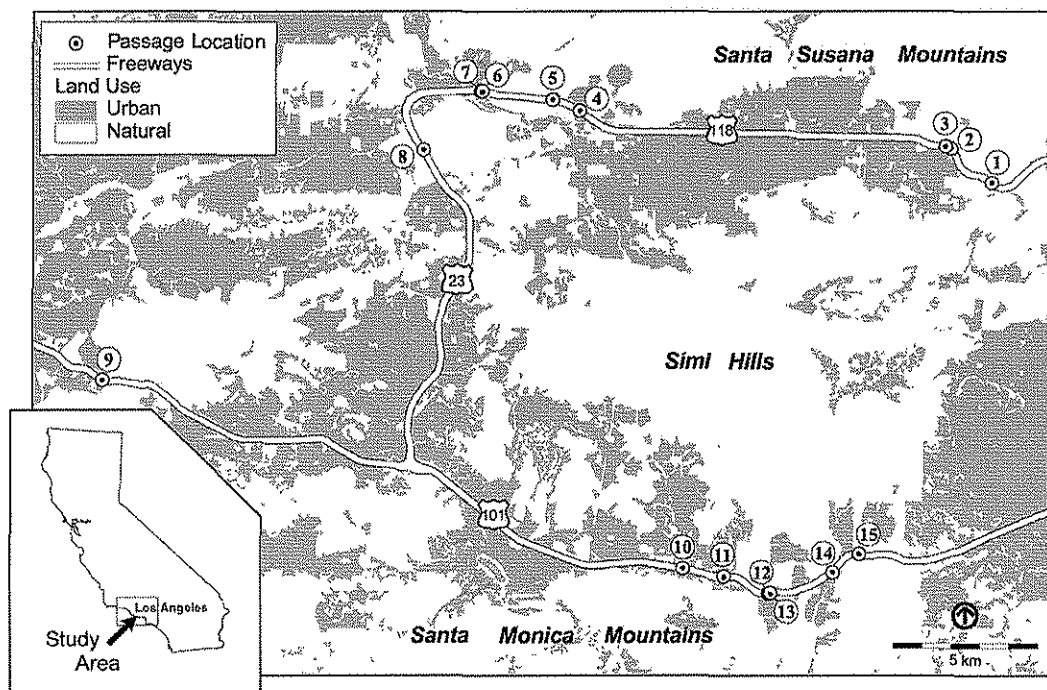 Passage Location
Freeways
Land Use
Urban
Natural
Santa Susana Mountains
7
6
5
4
118
3
2
1
8
23
Siml Hills
9
101
10
11
12
13
14
15
Santa Monica Mountains
5 km
Los Angeles
Study
Area